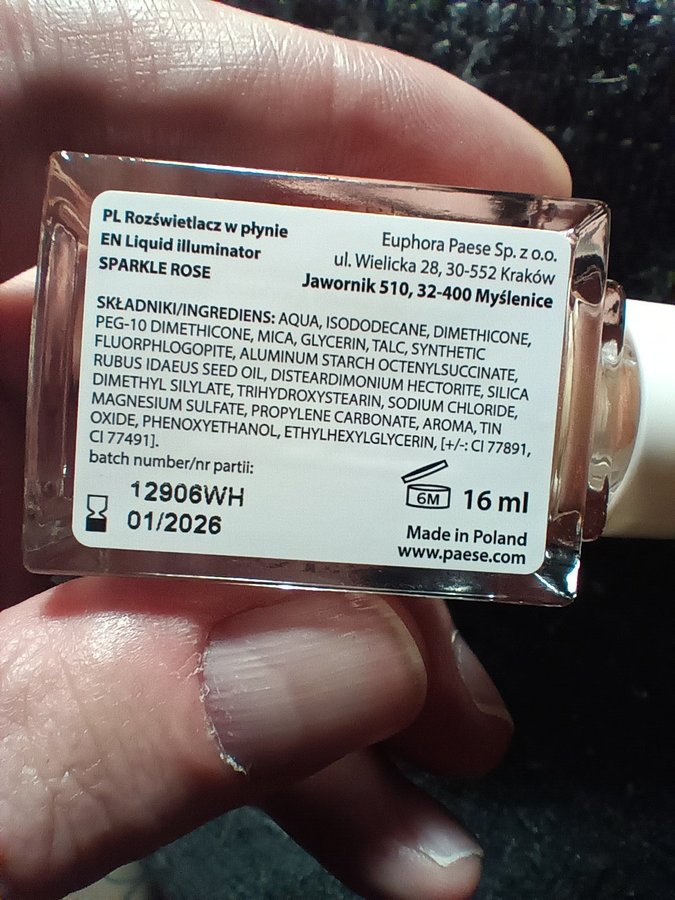 PL Rozświetlacz w płynie
EN Liquid illuminator
SPARKLE ROSE
Euphora Paese Sp. z o.o.
ul. Wielicka 28, 30-552 Kraków
Jawornik 510, 32-400 Myślenice
SKŁADNIKI/INGREDIENS: AQUA, ISODODECANE, DIMETHICONE,
PEG-10 DIMETHICONE, MICA, GLYCERIN, TALC, SYNTHETIC
FLUORPHLOGOPITE, ALUMINUM STARCH OCTENYLSUCCINATE,
RUBUS IDAEUS SEED OIL, DISTEARDIMONIUM HECTORITE, SILICA
DIMETHYL SILYLATE, TRIHYDROXYSTEARIN, SODIUM CHLORIDE,
MAGNESIUM SULFATE, PROPYLENE CARBONATE, AROMA, TIN
OXIDE, PHENOXYETHANOL, ETHYLHEXYLGLYCERIN, [+/-: CI 77891,
CI 77491].
batch number/nr partii:
12906WH
01/2026
6M
16 ml
Made in Poland
www.paese.com